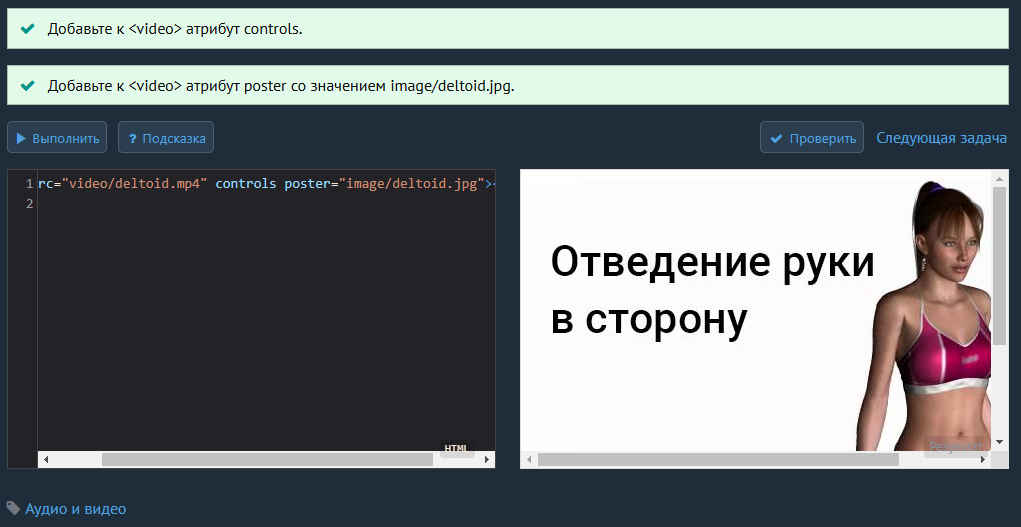 Добавьте к <video> атрибут controls.
Добавьте к <video> атрибут poster со значением image/deltoid.jpg.
Выполнить
? Подсказка
Проверить
Следующая задача
1 rc="video/deltoid.mp4" controls poster="image/deltoid.jpg"><
2
HTML
Отведение руки
в сторону
Результат
Аудио и видео